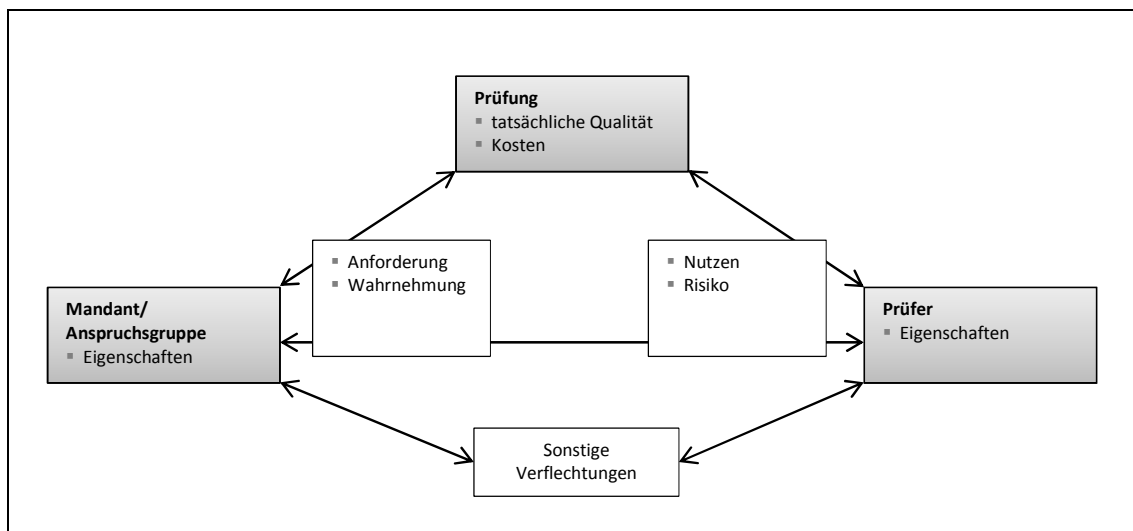 Prüfung
▪ tatsächliche Qualität
▪ Kosten
▪ Anforderung
▪ Wahrnehmung
▪ Nutzen
▪ Risiko
Mandant/
Anspruchsgruppe
▪ Eigenschaften
Prüfer
▪ Eigenschaften
Sonstige
Verflechtungen